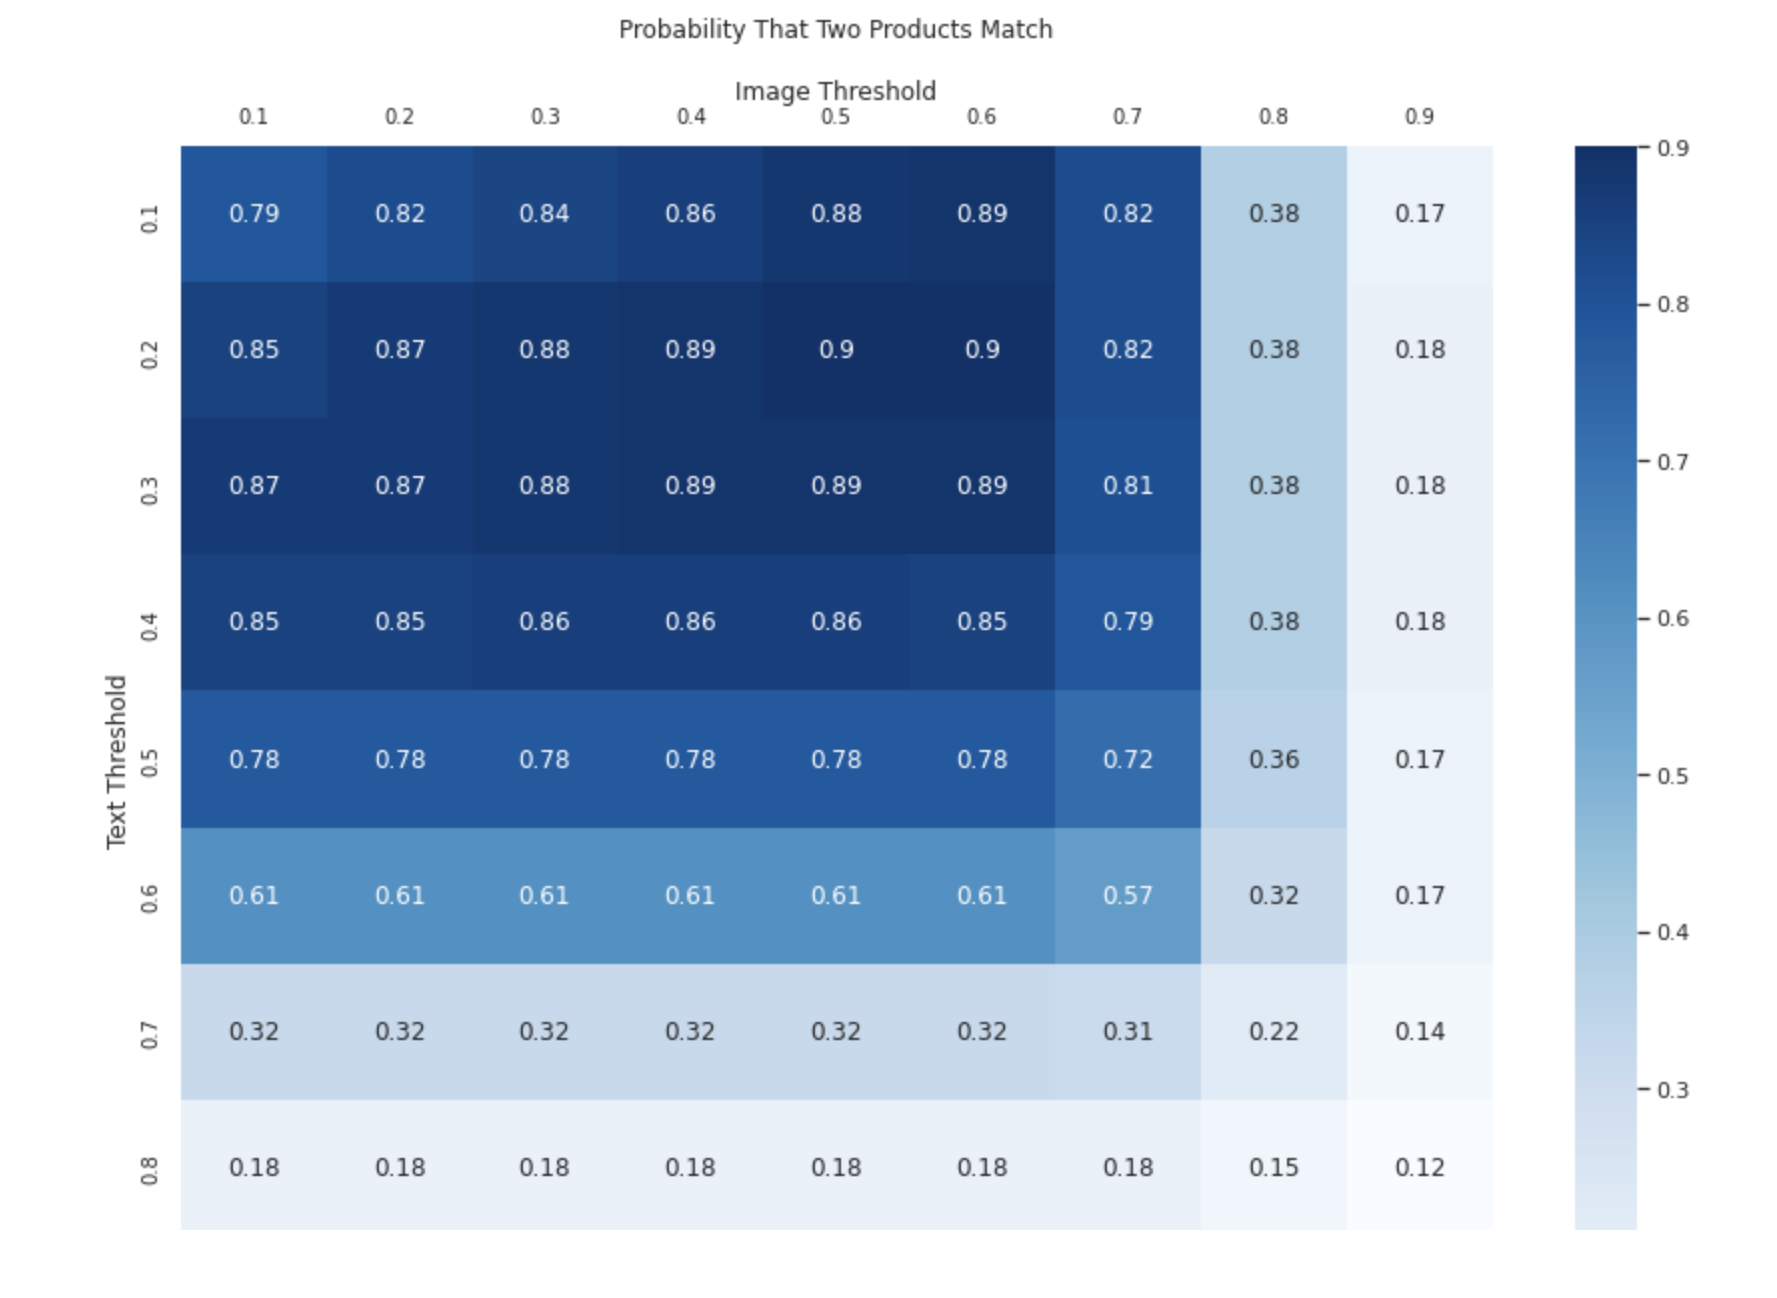 Probability That Two Products Match
Image Threshold
0.1 0.2 0.3 0.4 0.5 0.6 0.7 0.8 0.9
0.1 0.79 0.82 0.84 0.86 0.88 0.89 0.82 0.38 0.17
0.2 0.85 0.87 0.88 0.89 0.9 0.9 0.82 0.38 0.18
0.3 0.87 0.87 0.88 0.89 0.89 0.89 0.81 0.38 0.18
0.4 0.85 0.85 0.86 0.86 0.86 0.85 0.79 0.38 0.18
0.5 0.78 0.78 0.78 0.78 0.78 0.78 0.72 0.36 0.17
0.6 0.61 0.61 0.61 0.61 0.61 0.61 0.57 0.32 0.17
0.7 0.32 0.32 0.32 0.32 0.32 0.32 0.31 0.22 0.14
0.8 0.18 0.18 0.18 0.18 0.18 0.18 0.18 0.15 0.12
Text Threshold
0.9
0.8
0.7
0.6
0.5
0.4
0.3